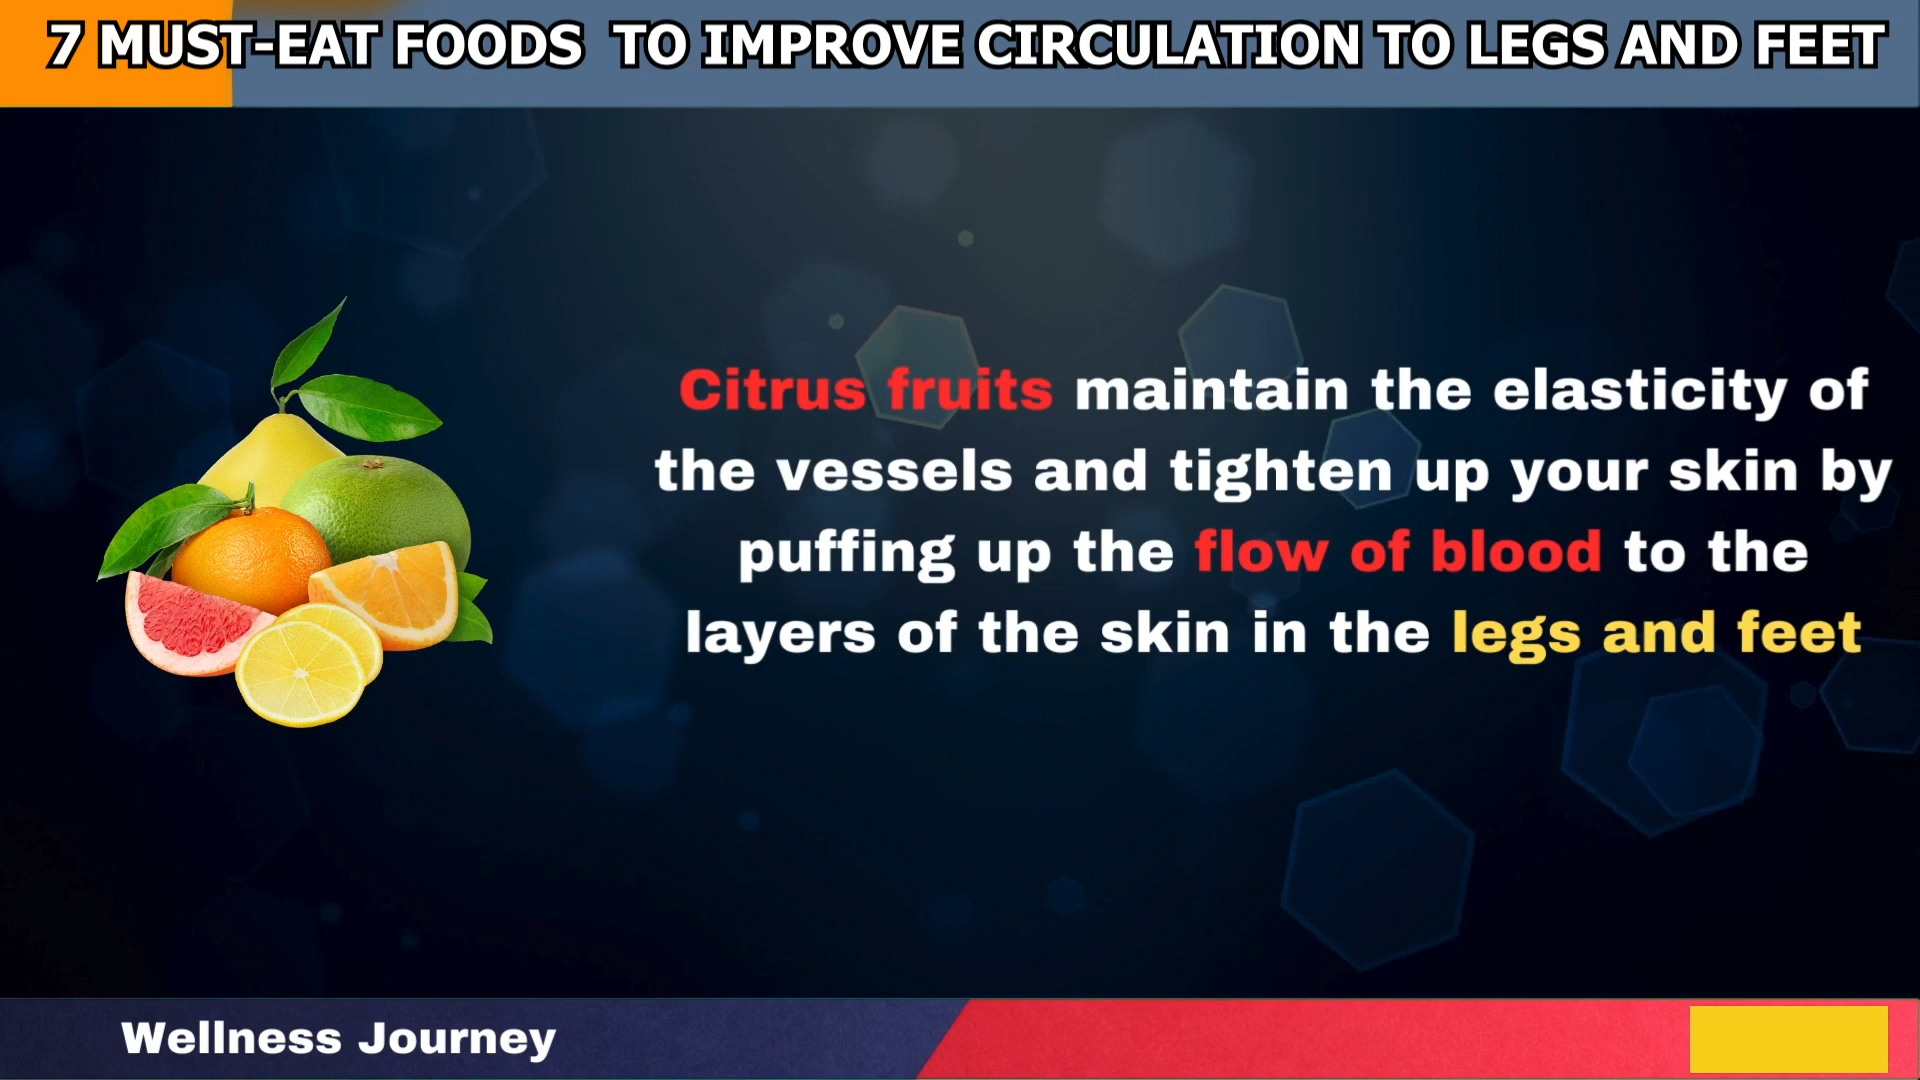 7 MUST-EAT FOODS TO IMPROVE CIRCULATION TO LEGS AND FEET
Citrus fruits maintain the elasticity of
the vessels and tighten up your skin by
puffing up the flow of blood to the
layers of the skin in the legs and feet
Wellness Journey